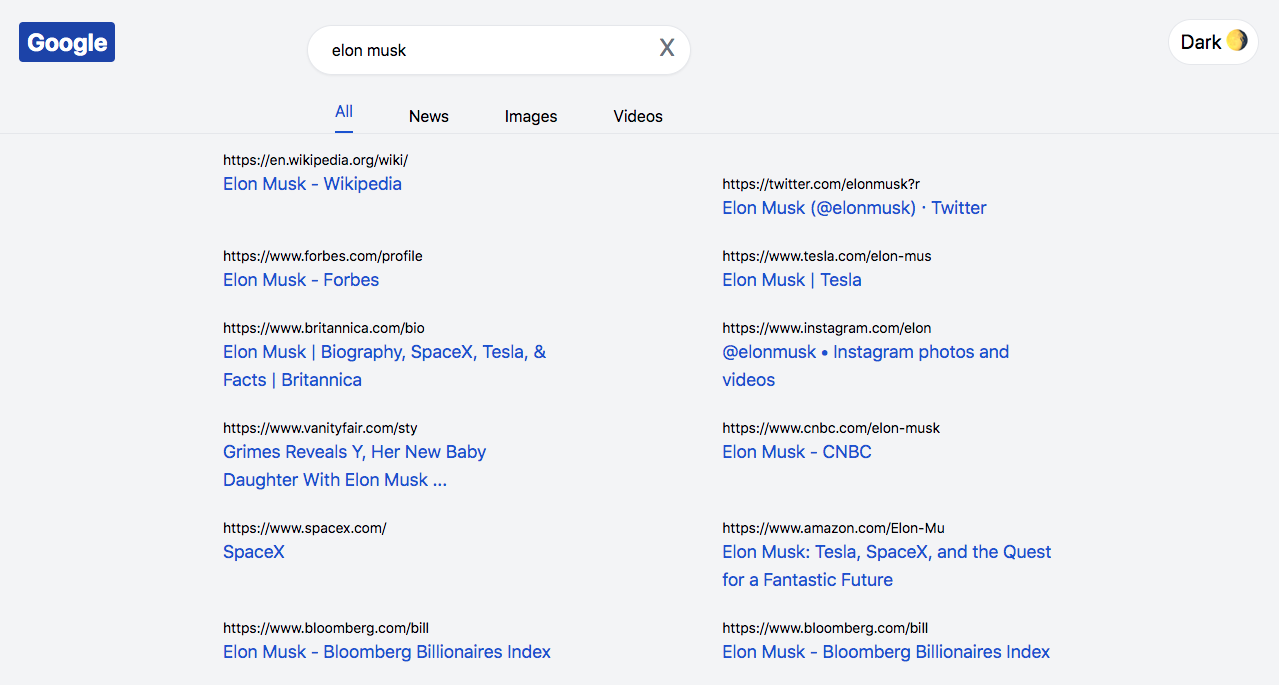 Google
elon musk
X
Dark
All
News
Images
Videos
https://en.wikipedia.org/wiki/
Elon Musk - Wikipedia
https://twitter.com/elonmusk?r
Elon Musk (@elonmusk) · Twitter
https://www.forbes.com/profile
Elon Musk - Forbes
https://www.tesla.com/elon-mus
Elon Musk | Tesla
https://www.britannica.com/bio
Elon Musk | Biography, SpaceX, Tesla, &
Facts | Britannica
https://www.instagram.com/elon
@elonmusk • Instagram photos and
videos
https://www.vanityfair.com/sty
Grimes Reveals Y, Her New Baby
Daughter With Elon Musk ...
https://www.cnbc.com/elon-musk
Elon Musk - CNBC
https://www.spacex.com/
SpaceX
https://www.amazon.com/Elon-Mu
Elon Musk: Tesla, SpaceX, and the Quest
for a Fantastic Future
https://www.bloomberg.com/bill
Elon Musk - Bloomberg Billionaires Index
https://www.bloomberg.com/bill
Elon Musk - Bloomberg Billionaires Index